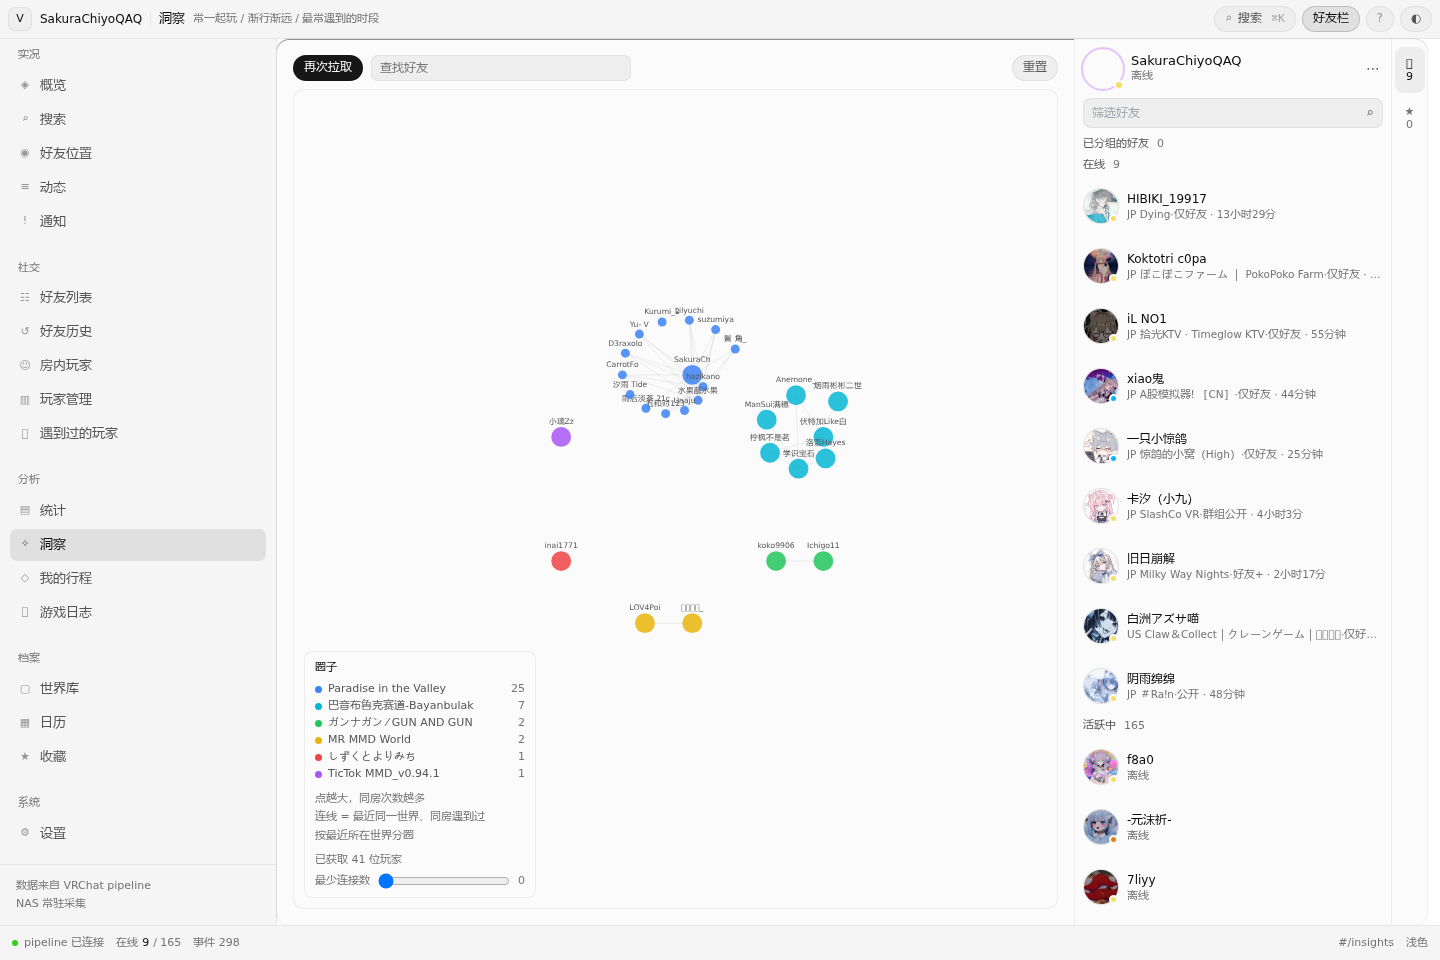 V SakuraChiyoQAQ 洞察 常一起玩 / 渐行渐远 / 最常遇到的时段
搜索 ⌘K 好友栏 ?
实况
概览
搜索
好友位置
动态
通知
社交
好友列表
好友历史
房内玩家
玩家管理
遇到过的玩家
分析
统计
洞察
我的行程
游戏日志
档案
世界库
日历
收藏
系统
设置
数据来自 VRChat pipeline
NAS 常驻采集
再次拉取 查找好友 重置
Kurumi_
suzumiya
Yu- V
D3raxolo
SakuraCh
CarrotFo
hazikano
汐雨 Tide
小璃Zz
Anemone_
烟雨彬彬二世
ManSui满穗
伏特加Like白
柠枫不是茗
学识宝石
inai1771
koko9906 Ichigo11
LOV4Poi
圈子
Paradise in the Valley 25
巴音布鲁克赛道-Bayanbulak 7
ガンナガン ⁄ GUN AND GUN 2
MR MMD World 2
しずくとよりみち 1
TicTok MMD_v0.94.1 1
点越大，同房次数越多
连线 = 最近同一世界、同房遇到过
按最近所在世界分圈
已获取 41 位玩家
最少连接数 0
SakuraChiyoQAQ
离线
...
筛选好友
已分组的好友 0
在线 9
HIBIKI_19917
JP Dying·仅好友 · 13小时29分
Koktotri c0pa
JP ぽこぽこファーム ｜ PokoPoko Farm·仅好友 · ...
iL NO1
JP 拾光KTV · Timeglow KTV·仅好友 · 55分钟
xiao鬼
JP A股模拟器！［CN］·仅好友 · 44分钟
一只小惊鸽
JP 惊鸽的小窝（High）·仅好友 · 25分钟
卡汐（小九）
JP SlashCo VR·群组公开 · 4小时3分
旧日崩解
JP Milky Way Nights·好友+ · 2小时17分
白洲アズサ喵
US Claw＆Collect｜クレーンゲーム｜·仅好...
阴雨绵绵
JP ＃Ra!n·公开 · 48分钟
活跃中 165
f8a0
离线
-元沫祈-
离线
7liyy
离线
9
★
0
pipeline 已连接 在线 9 / 165 事件 298
#/insights 浅色